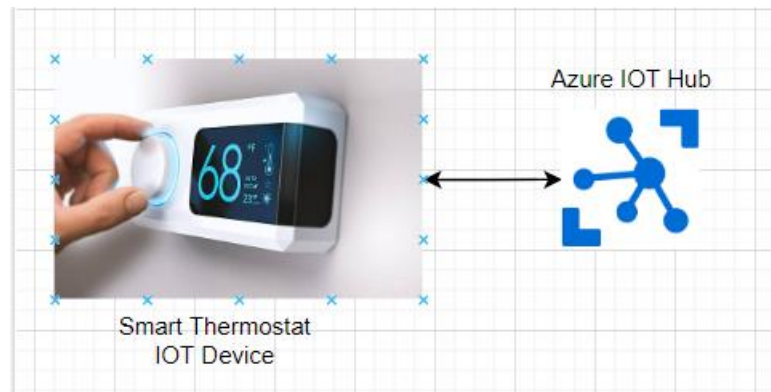 Azure IOT Hub
68
°F
Smart Thermostat
IOT Device